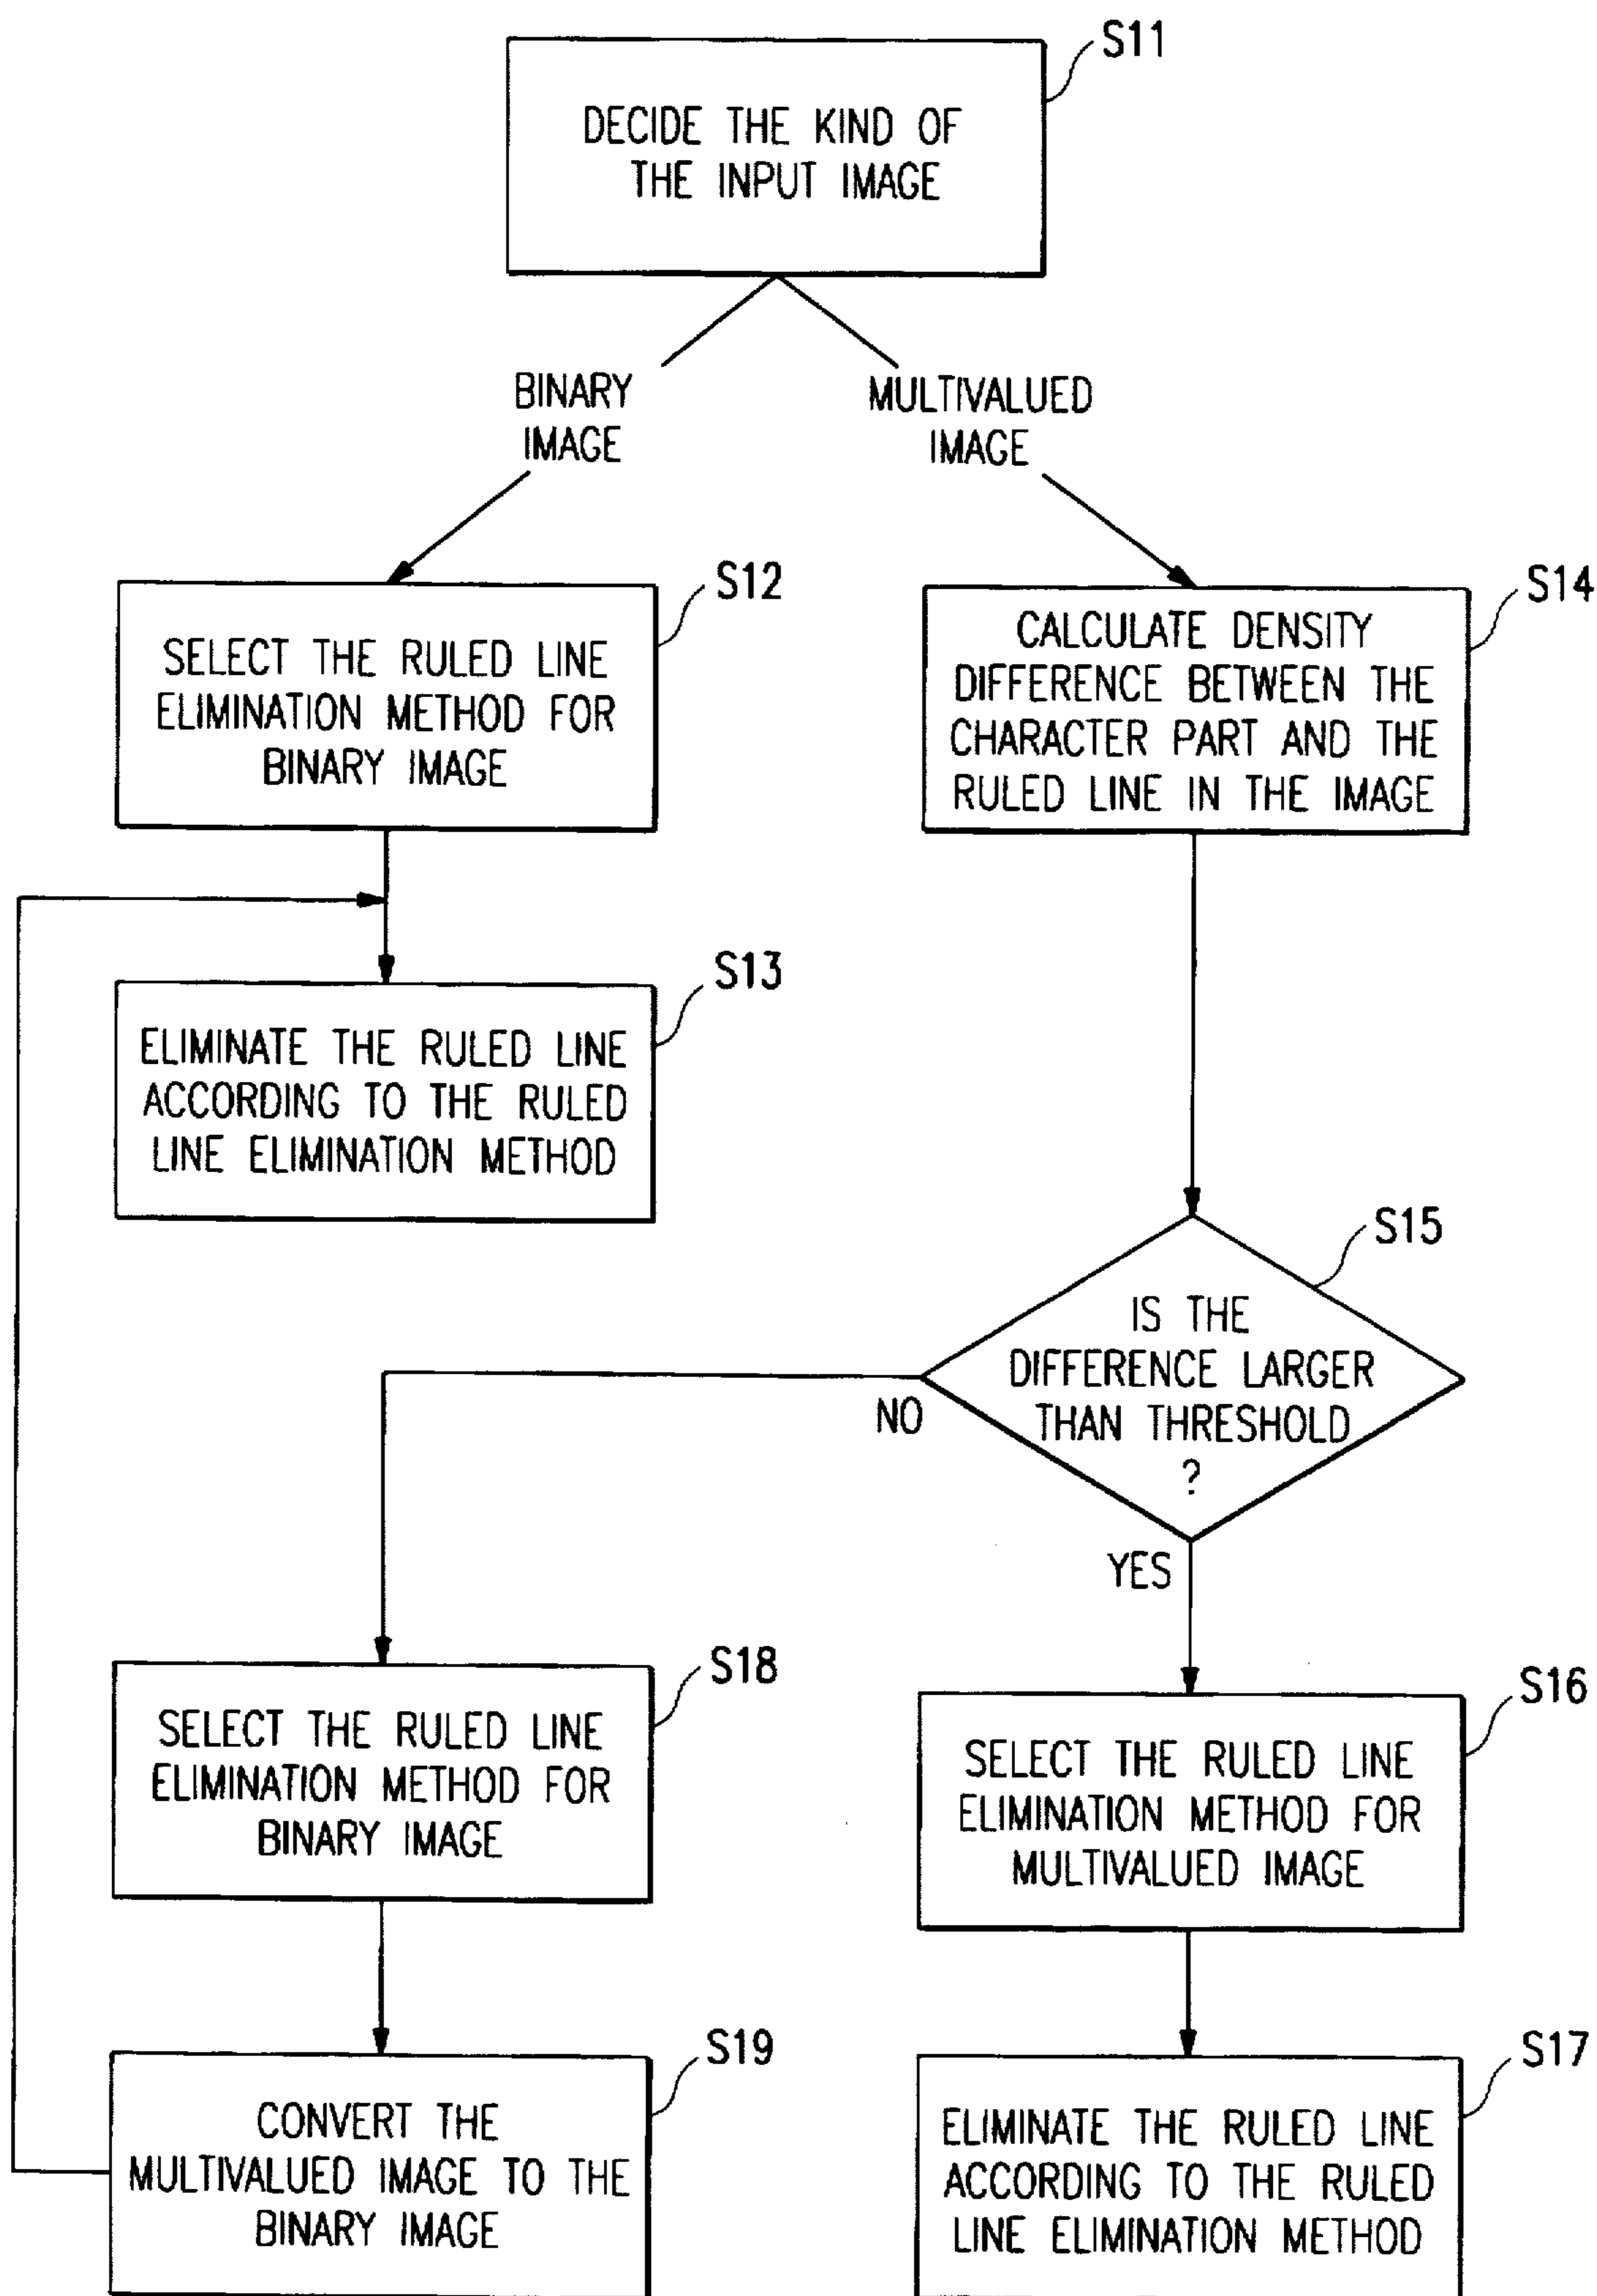 S11
DECIDE THE KIND OF
THE INPUT IMAGE
BINARY
IMAGE
MULTIVALUED
IMAGE
S12
SELECT THE RULED LINE
ELIMINATION METHOD FOR
BINARY IMAGE
S14
CALCULATE DENSITY
DIFFERENCE BETWEEN THE
CHARACTER PART AND THE
RULED LINE IN THE IMAGE
S13
ELIMINATE THE RULED LINE
ACCORDING TO THE RULED
LINE ELIMINATION METHOD
S15
IS THE
DIFFERENCE LARGER
THAN THRESHOLD
?
NO
YES
S18
SELECT THE RULED LINE
ELIMINATION METHOD FOR
BINARY IMAGE
S16
SELECT THE RULED LINE
ELIMINATION METHOD FOR
MULTIVALUED IMAGE
S19
CONVERT THE
MULTIVALUED IMAGE TO THE
BINARY IMAGE
S17
ELIMINATE THE RULED LINE
ACCORDING TO THE RULED
LINE ELIMINATION METHOD